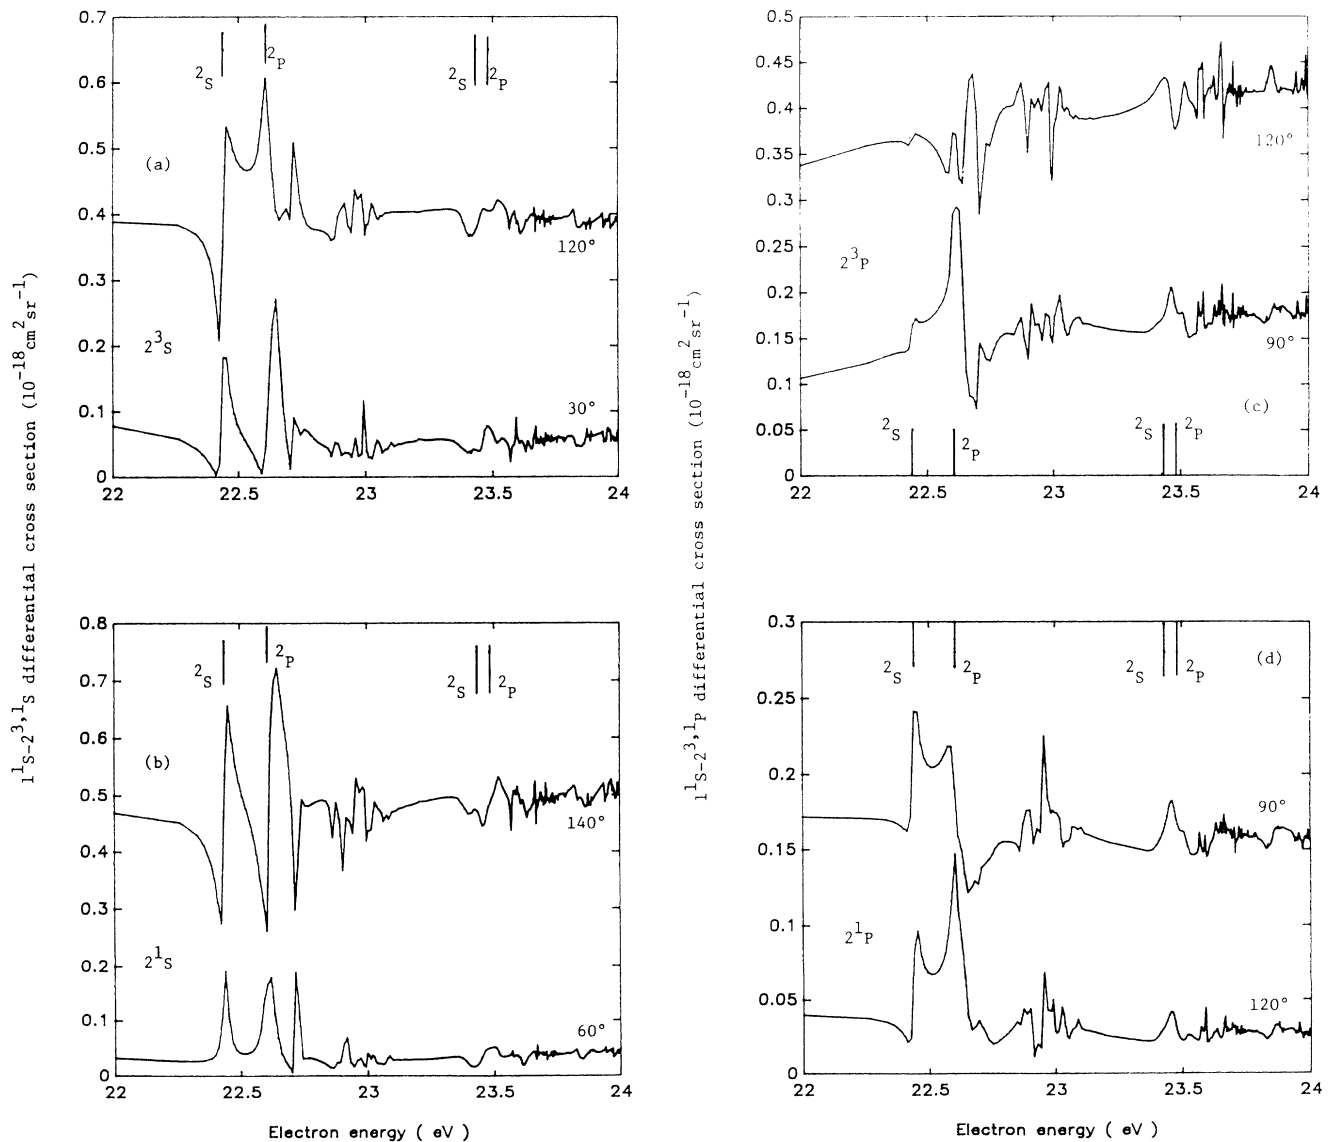 1¹S-2³,¹S differential cross section (10⁻¹⁸cm²sr⁻¹)
0.7
0.6
0.5
0.4
0.3
0.2
0.1
0
²S
²P
²S
²P
(a)
120°
2³S
30°
22
22.5
23
23.5
24
0.8
0.7
0.6
0.5
0.4
0.3
0.2
0.1
0
²S
²P
²S
²P
(b)
140°
2¹S
60°
22
22.5
23
23.5
24
Electron energy ( eV )
1¹S-2³,¹P differential cross section (10⁻¹⁸cm²sr⁻¹)
0.5
0.45
0.4
0.35
0.3
0.25
0.2
0.15
0.1
0.05
0
120°
2³P
90°
(c)
²S
²P
²S
²P
22
22.5
23
23.5
24
0.3
0.25
0.2
0.15
0.1
0.05
0
²S
²P
²S
²P
(d)
90°
2¹P
120°
22
22.5
23
23.5
24
Electron energy ( eV )